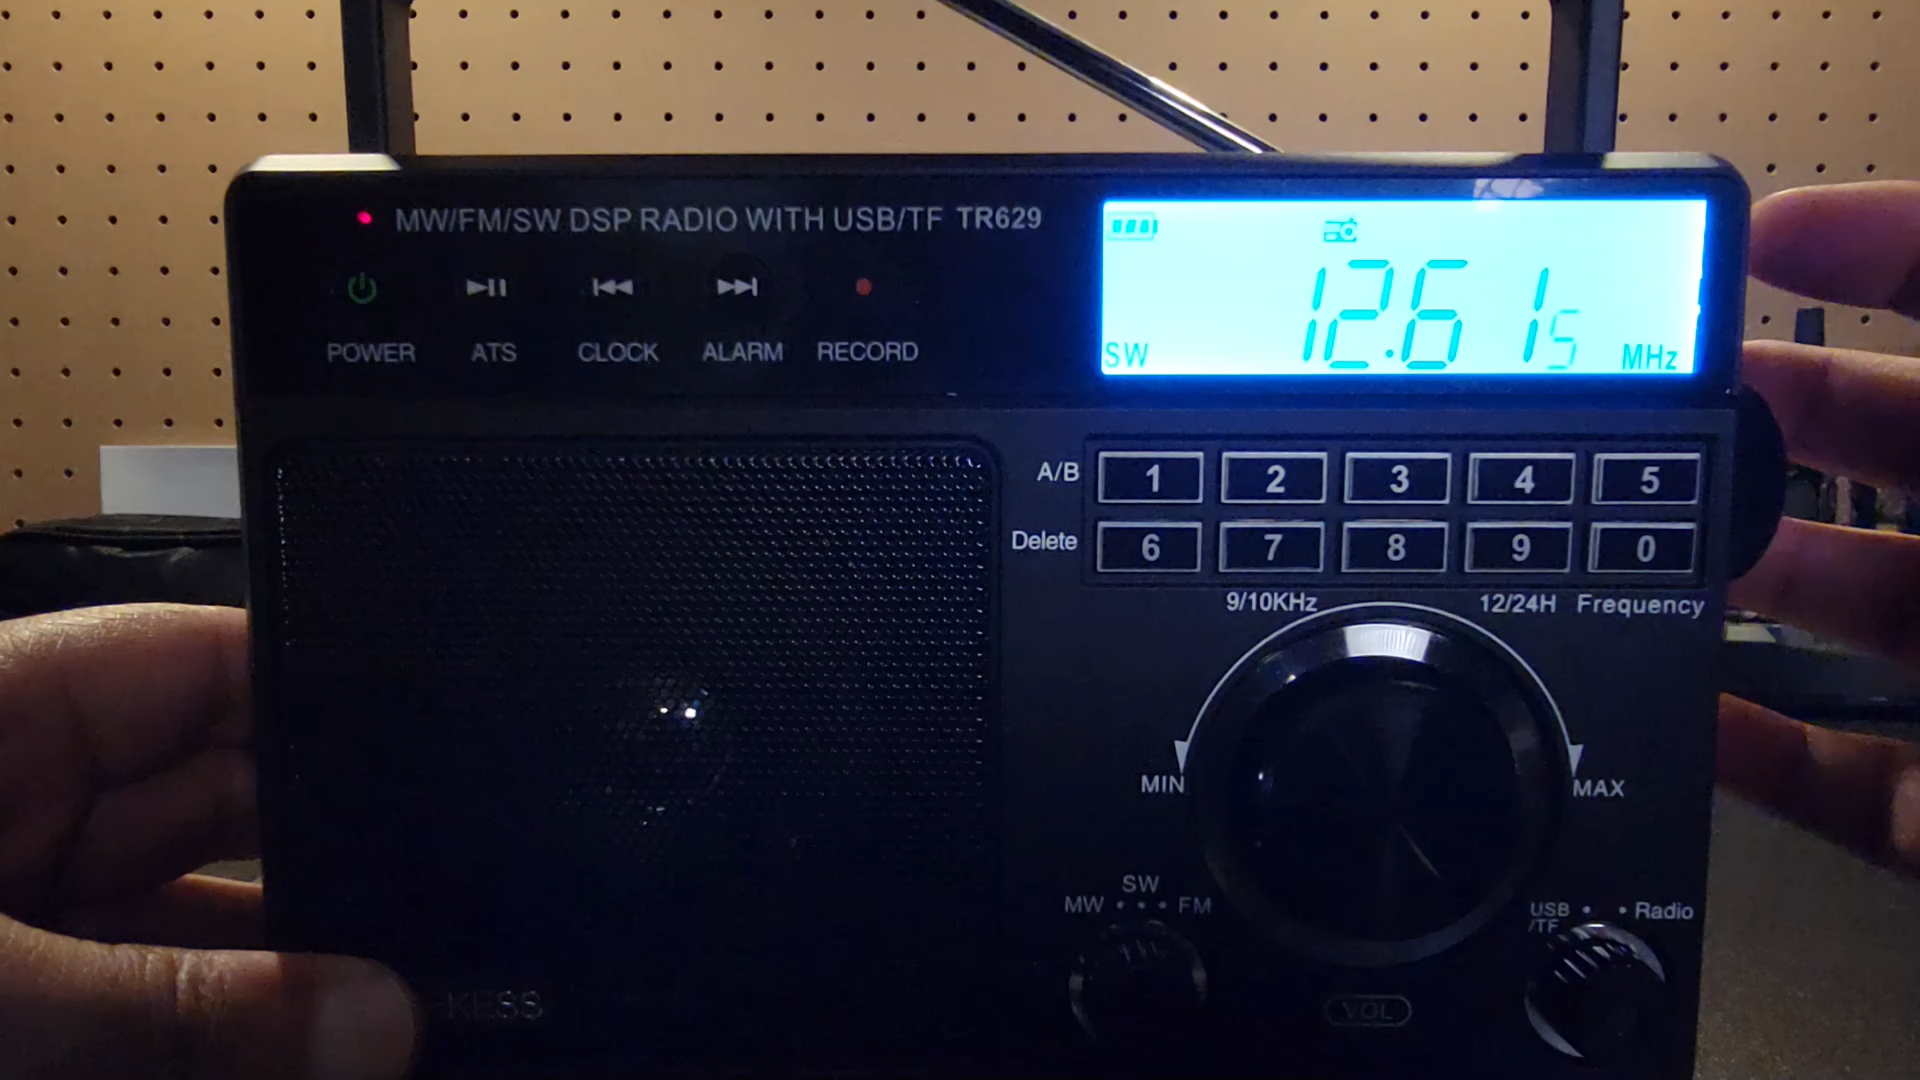 MW/FM/SW DSP RADIO WITH USB/TF TR629
POWER ATS CLOCK ALARM RECORD
12.615
SW MHz
A/B 1 2 3 4 5
Delete 6 7 8 9 0
9/10KHz 12/24H Frequency
MIN MAX
SW
MW FM
USB
/TF
Radio
VOL